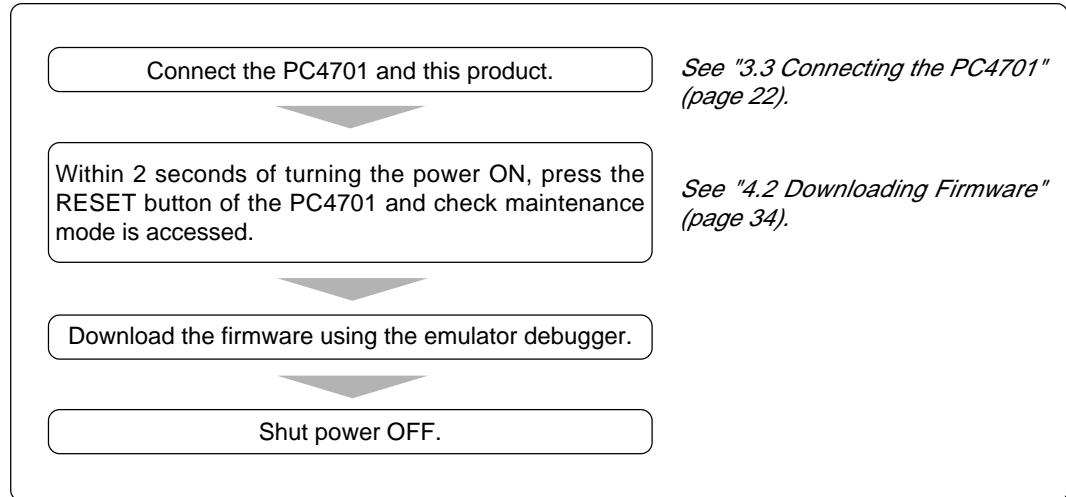 Connect the PC4701 and this product.
See "3.3 Connecting the PC4701"
(page 22).
Within 2 seconds of turning the power ON, press the
RESET button of the PC4701 and check maintenance
mode is accessed.
See "4.2 Downloading Firmware"
(page 34).
Download the firmware using the emulator debugger.
Shut power OFF.